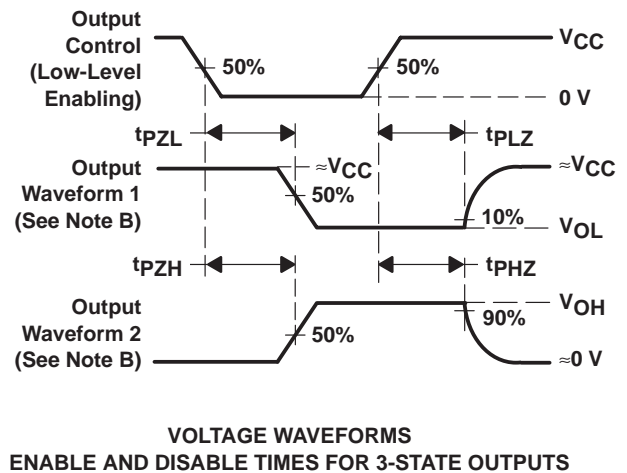 Output
Control
(Low-Level
Enabling)
50%
50%
VCC
0 V
tPZL
tPLZ
Output
Waveform 1
(See Note B)
≈VCC
50%
≈VCC
10%
VOL
tPZH
tPHZ
Output
Waveform 2
(See Note B)
50%
VOH
90%
≈0 V
VOLTAGE WAVEFORMS
ENABLE AND DISABLE TIMES FOR 3-STATE OUTPUTS